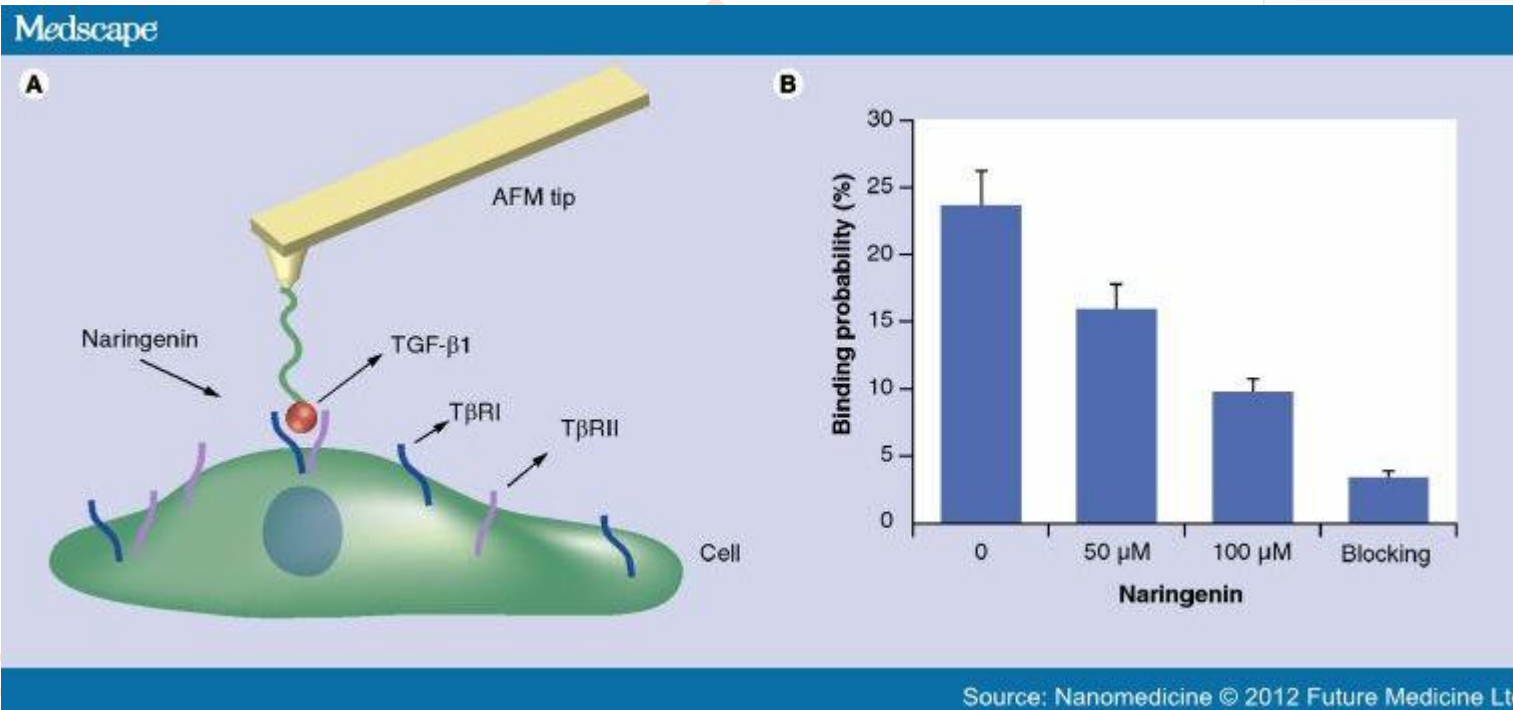 Medscape
A
AFM tip
Naringenin
TGF-β1
TβRI
TβRII
Cell
B
Binding probability (%)
30
25
20
15
10
5
0
0 50 μM 100 μM Blocking
Naringenin
Source: Nanomedicine © 2012 Future Medicine Lt